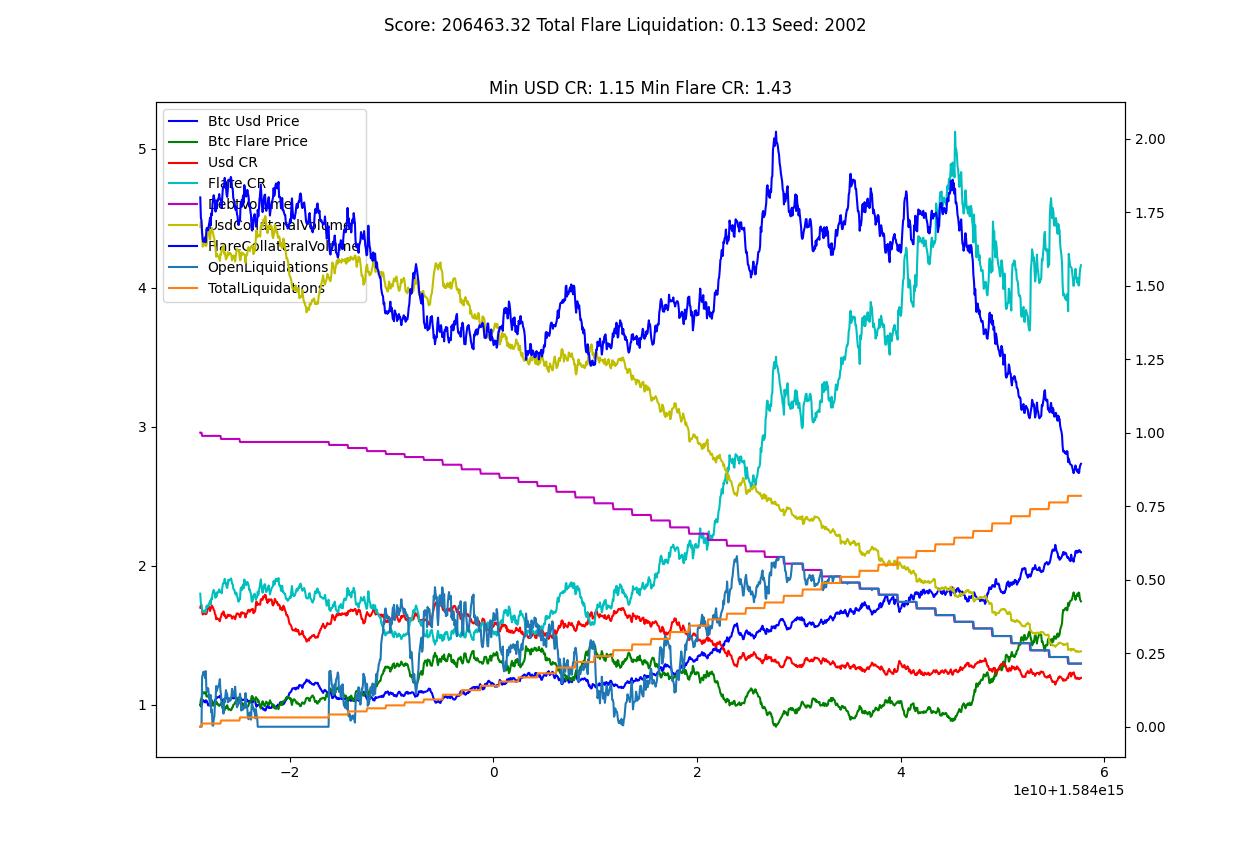 Score: 206463.32 Total Flare Liquidation: 0.13 Seed: 2002
Min USD CR: 1.15 Min Flare CR: 1.43
Btc Usd Price
Btc Flare Price
Usd CR
Flare CR
DebtVolume
UsdCollateralVolume
FlareCollateralVolume
OpenLiquidations
TotalLiquidations
5
4
3
2
1
2.00
1.75
1.50
1.25
1.00
0.75
0.50
0.25
0.00
−2
0
2
4
6
1e10+1.584e15